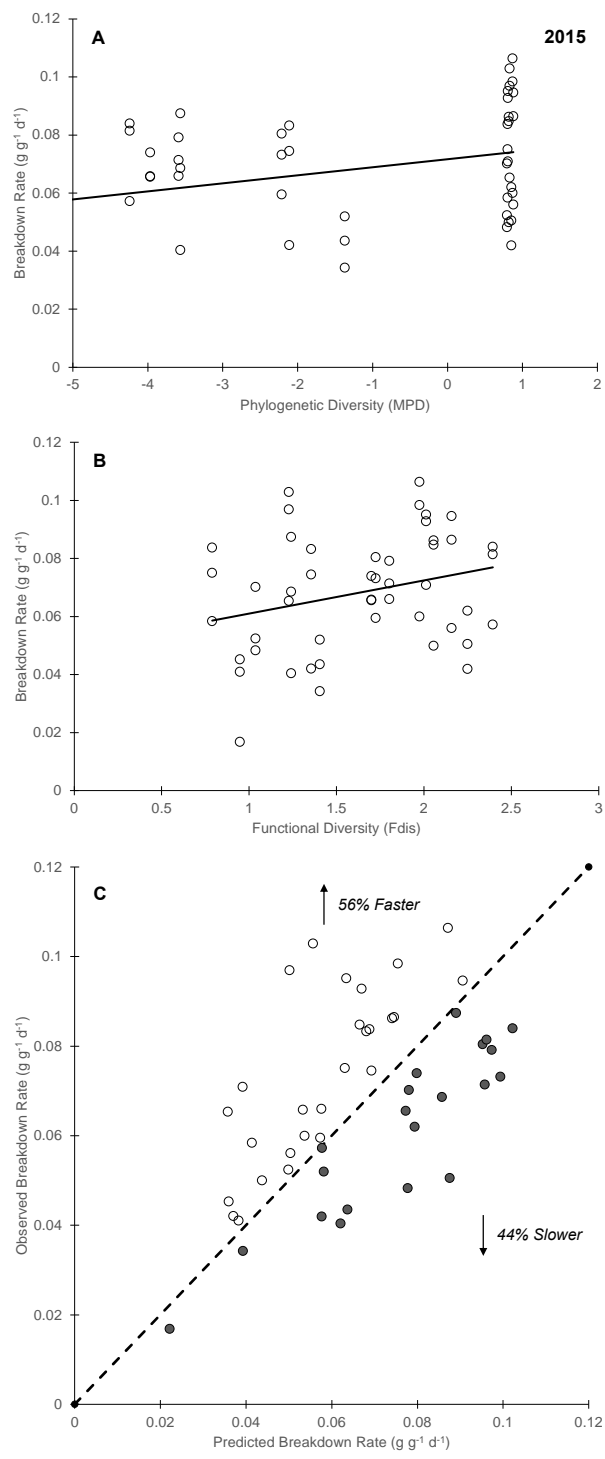 A
2015
0.12
0.1
0.08
0.06
0.04
0.02
0
Breakdown Rate (g g⁻¹ d⁻¹)
-5 -4 -3 -2 -1 0 1 2
Phylogenetic Diversity (MPD)
B
0.12
0.1
0.08
0.06
0.04
0.02
0
Breakdown Rate (g g⁻¹ d⁻¹)
0 0.5 1 1.5 2 2.5 3
Functional Diversity (Fdis)
C
56% Faster
44% Slower
0.12
0.1
0.08
0.06
0.04
0.02
0
Observed Breakdown Rate (g g⁻¹ d⁻¹)
0 0.02 0.04 0.06 0.08 0.1 0.12
Predicted Breakdown Rate (g g⁻¹ d⁻¹)